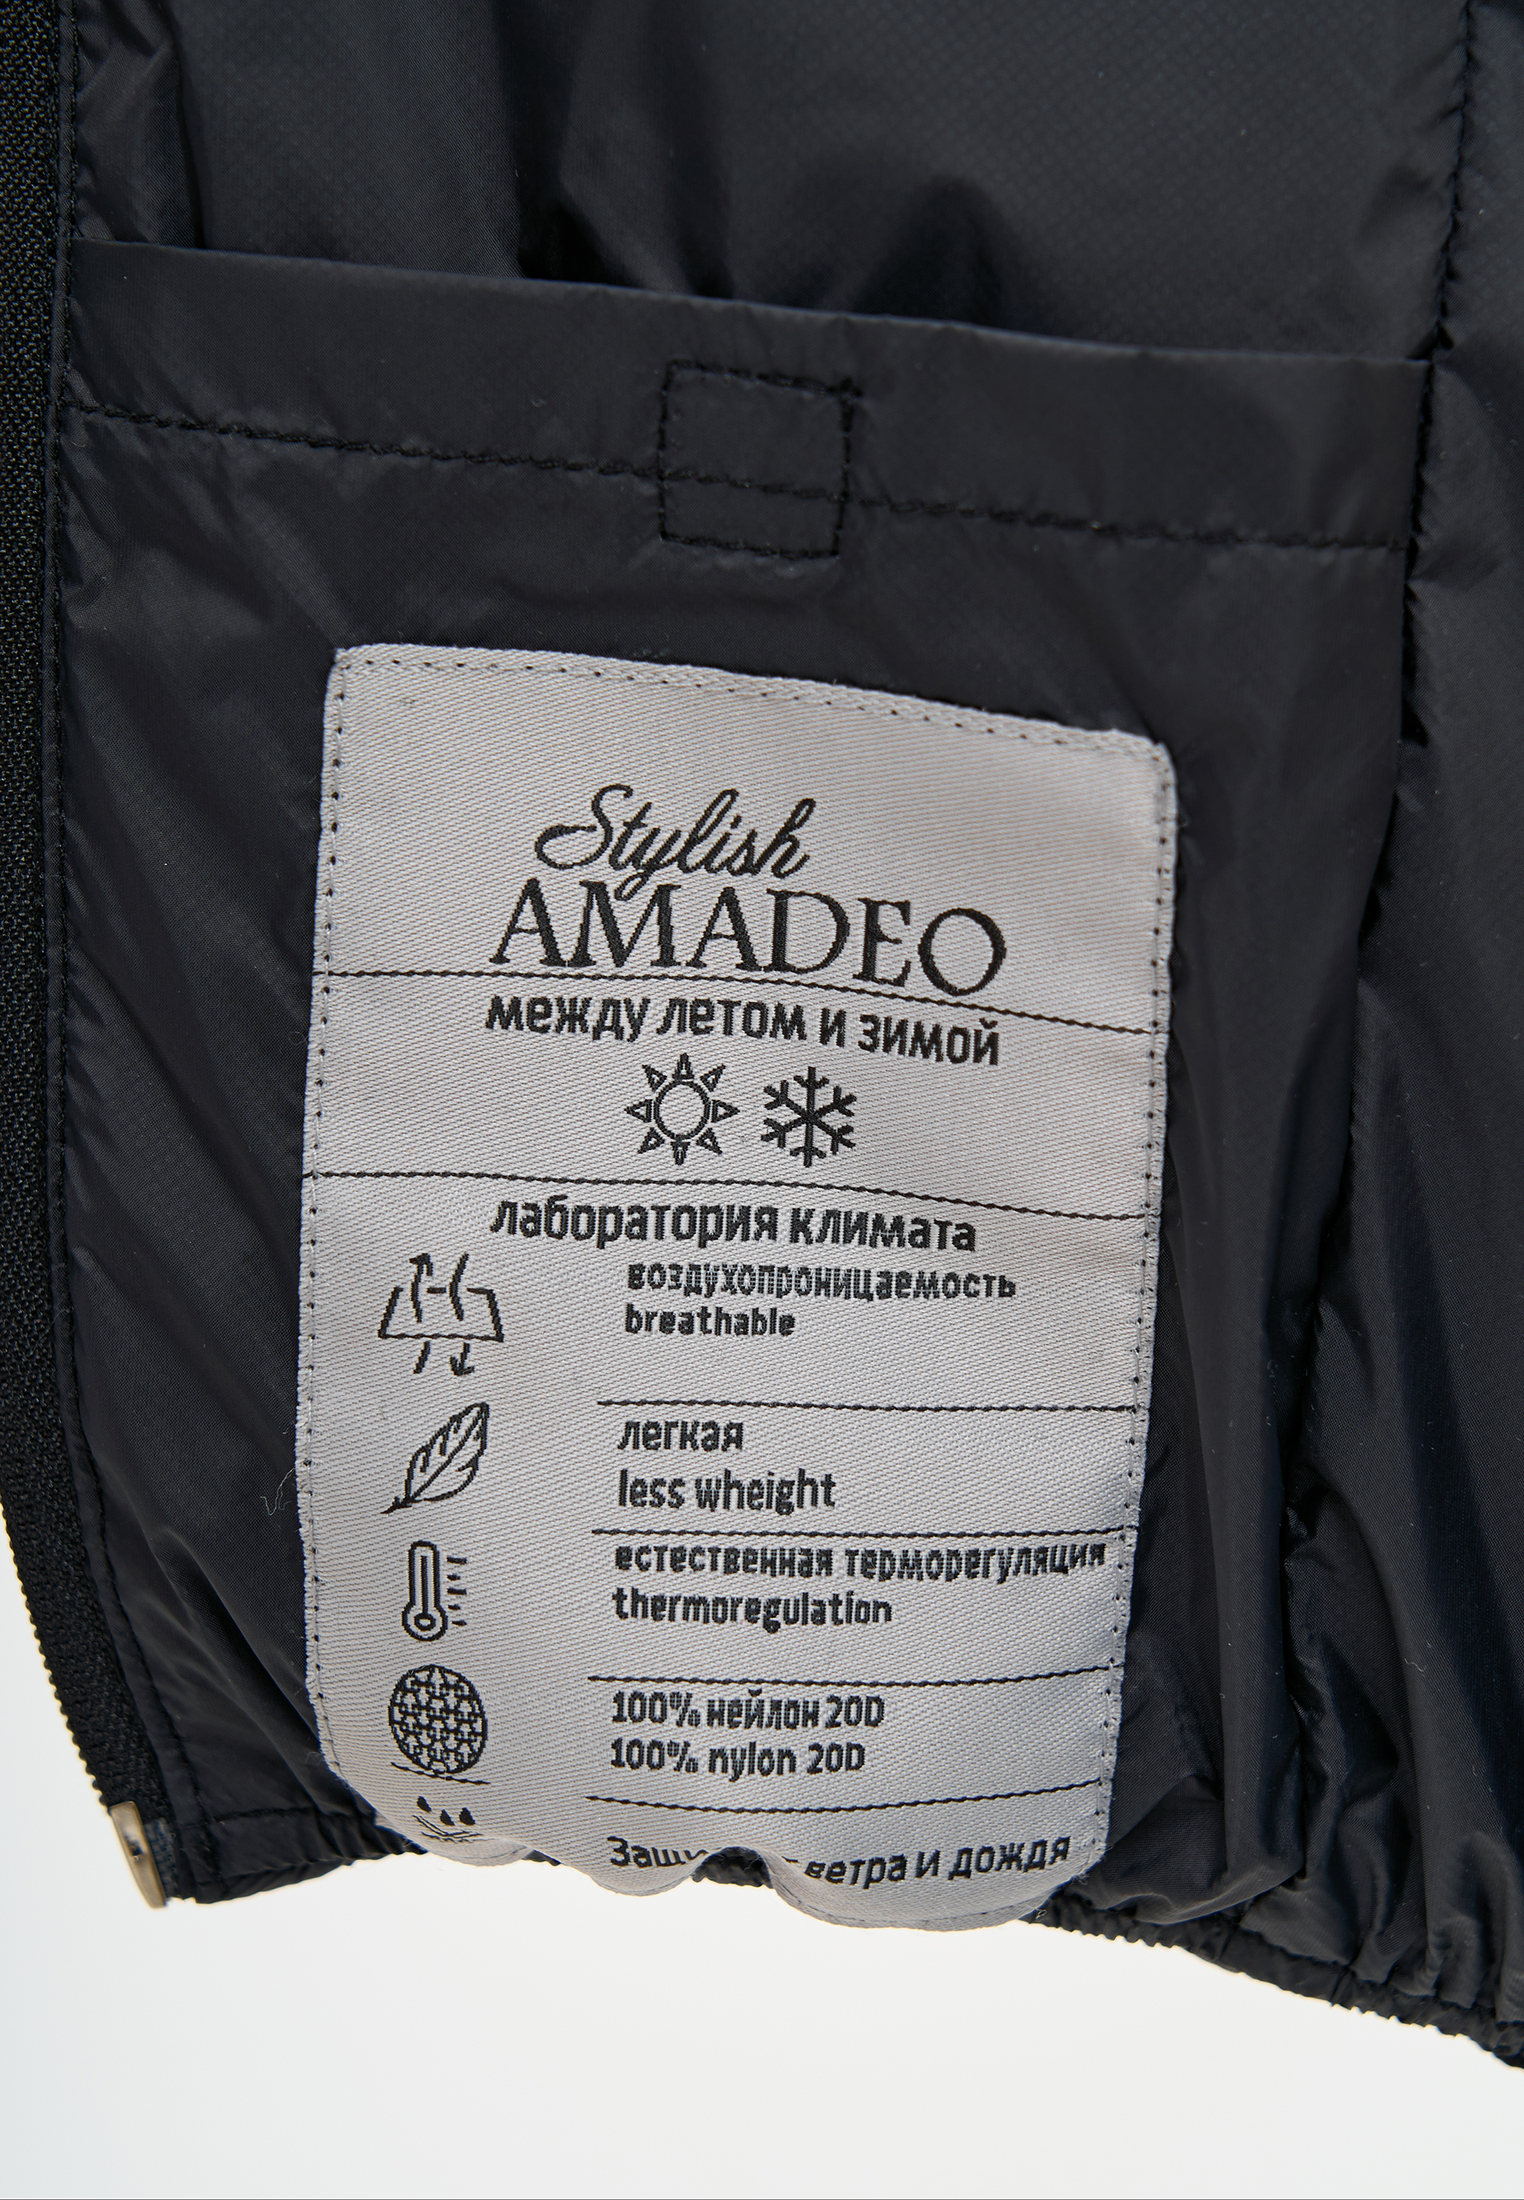 Stylish
AMADEO
между летом и зимой
лаборатория климата
воздухопроницаемость
breathable
легкая
less wheight
естественная терморегуляция
thermoregulation
100% нейлон 20D
100% nylon 20D
ветра и дождя